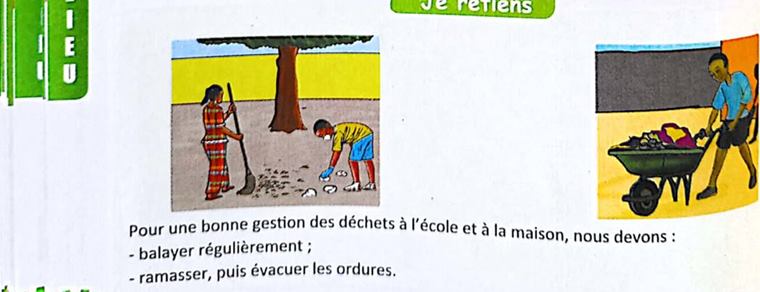 Je retiens
Pour une bonne gestion des déchets à l'école et à la maison, nous devons :
- balayer régulièrement ;
- ramasser, puis évacuer les ordures.